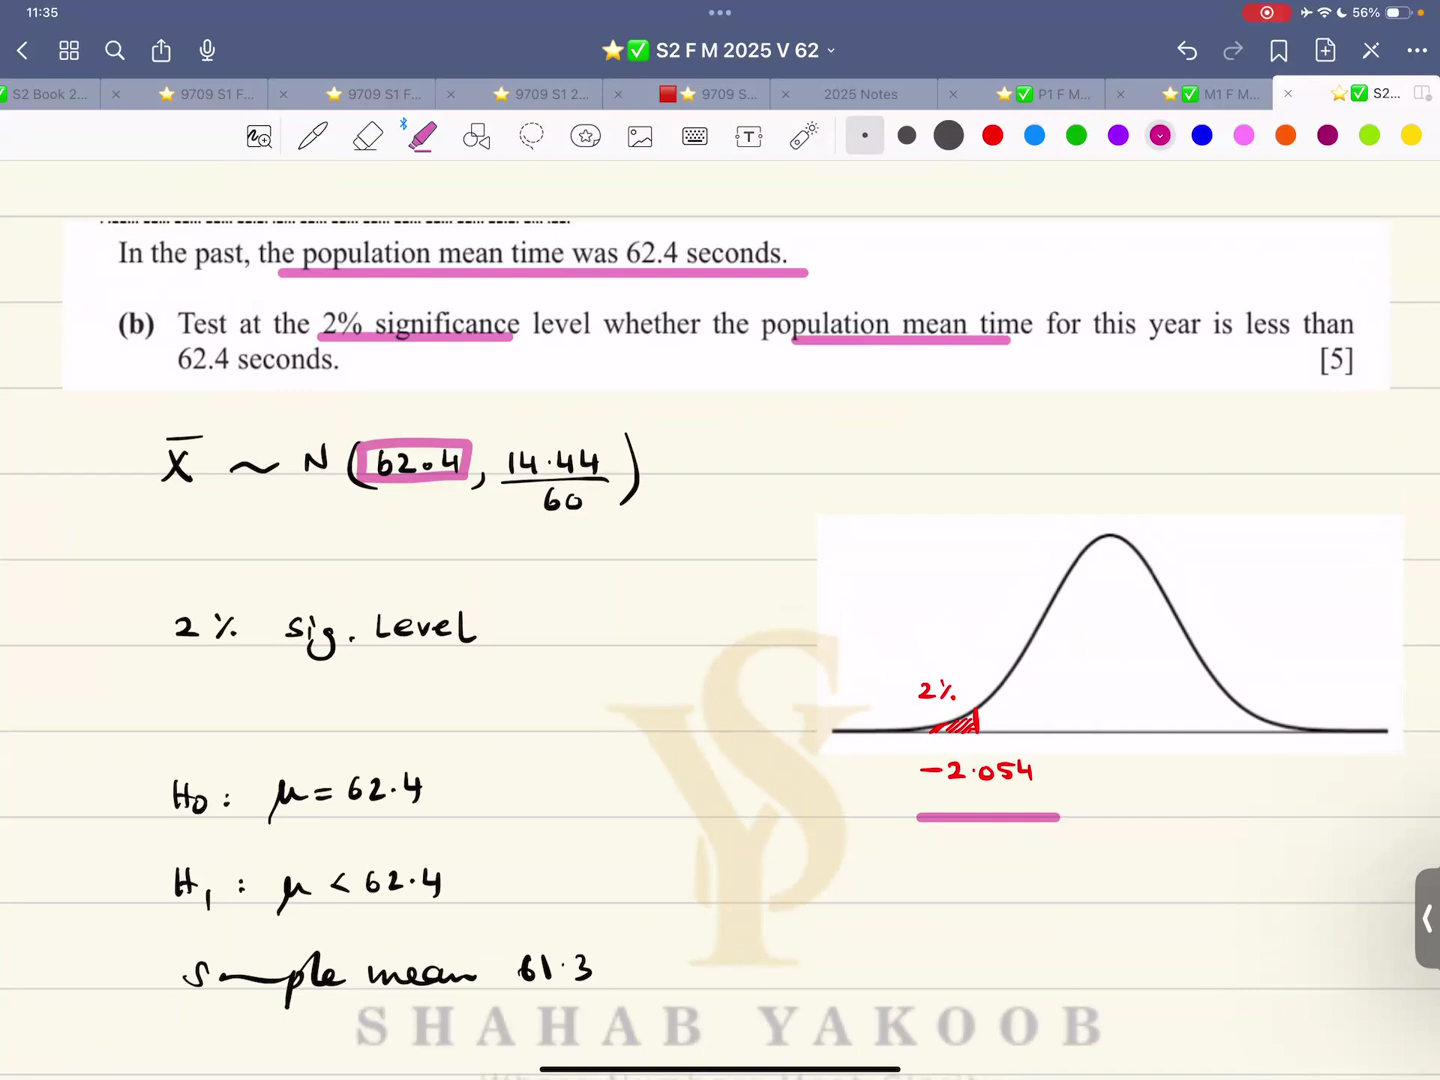 11:35
56%
S2 F M 2025 V 62
S2 Book 2...
9709 S1 F...
9709 S1 F...
9709 S1 2...
9709 S...
2025 Notes
P1 F M...
M1 F M...
S2...
In the past, the population mean time was 62.4 seconds.
(b) Test at the 2% significance level whether the population mean time for this year is less than
62.4 seconds. [5]
X̄ ~ N (62.4, 14.44/60)
2% Sig. Level
2%
-2.054
H₀ : μ = 62.4
H₁ : μ < 62.4
Sample mean 61.3
SHAHAB YAKOOB